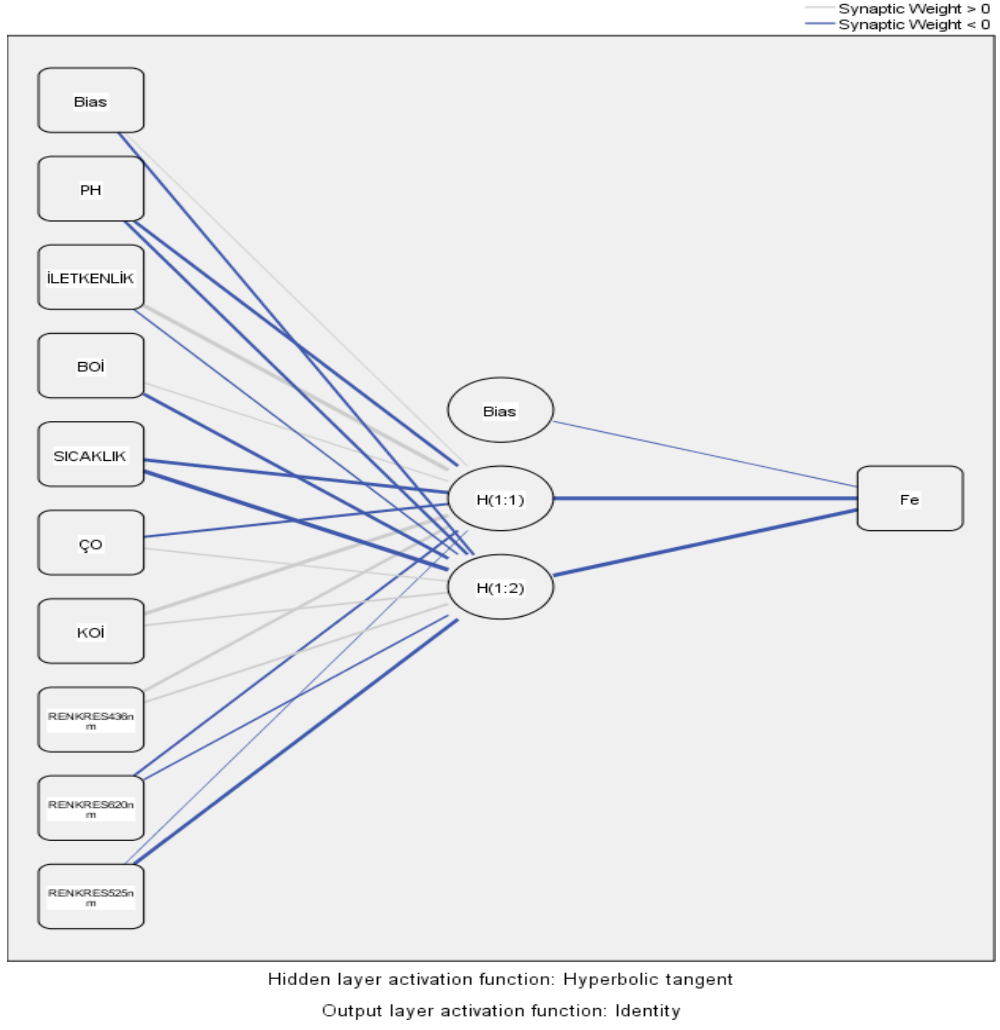 Synaptic Weight > 0
Synaptic Weight < 0
Bias
PH
İLETKENLİK
BOİ
SICAKLIK
ÇO
KOİ
RENKRES436n
m
RENKRES620n
m
RENKRES525n
m
Bias
H(1:1)
H(1:2)
Fe
Hidden layer activation function: Hyperbolic tangent
Output layer activation function: Identity